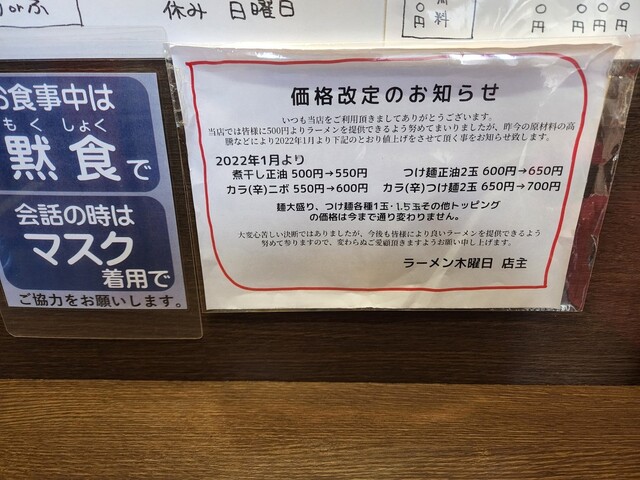 休み 日曜日
円
料
円 円円円
お食事中は
もくしょく
黙食で
会話の時は
マスク
着用で
ご協力をお願いします。
価格改定のお知らせ
いつも当店をご利用頂きましてありがとうございます。
当店では皆様に500円よりラーメンを提供できるよう努めてまいりましたが、昨今の原材料の高
騰などにより2022年1月より下記のとおり値上げをさせて頂く事をお知らせ致します。
2022年1月より
煮干し正油 500円→550円 つけ麺正油2玉 600円→650円
カラ(辛)ニボ 550円→600円 カラ(辛)つけ麺2玉 650円→700円
麺大盛り、つけ麺各種1玉・1.5玉その他トッピング
の価格は今まで通り変わりません。
大変心苦しい決断ではありましたが、今後も皆様により良いラーメンを提供できるよう
努めて参りますので、変わらぬご愛顧頂きますようお願い申し上げます。
ラーメン木曜日 店主